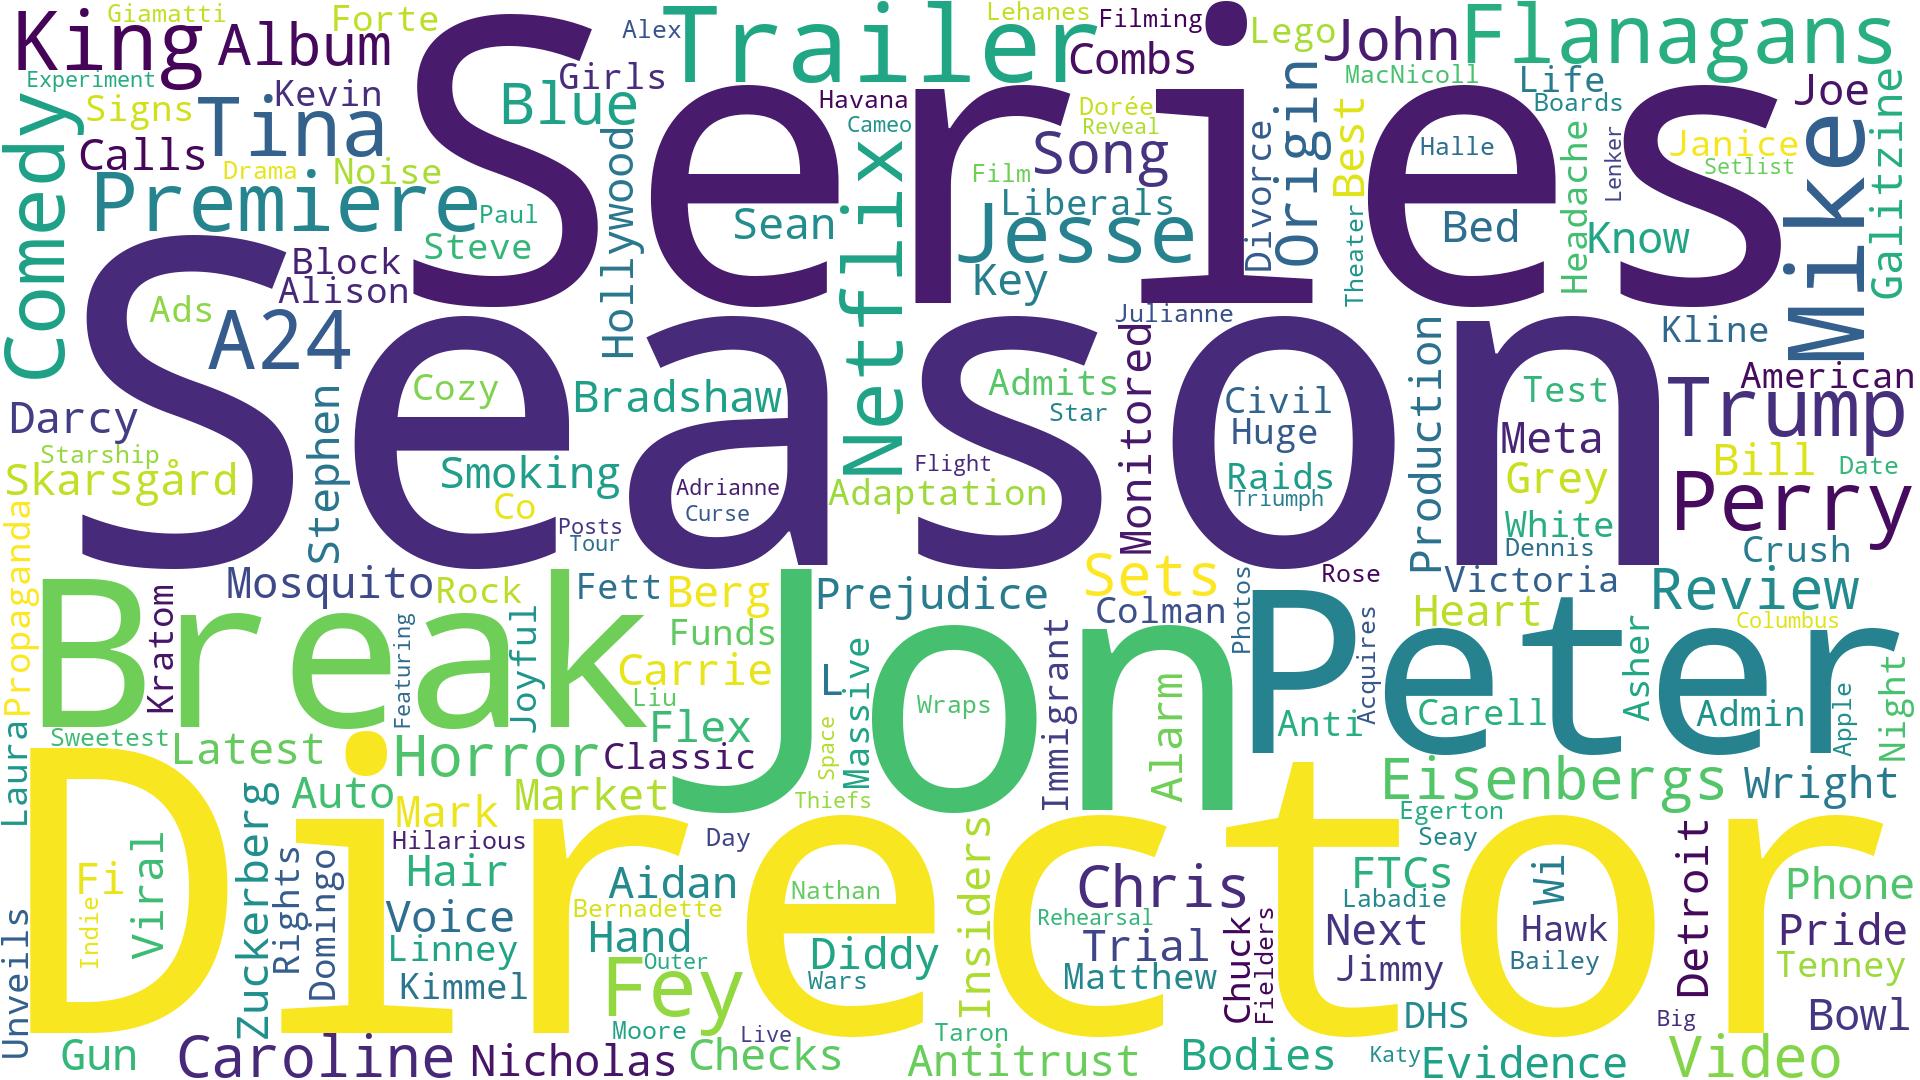 Giamatti
Forte
Lehanes
Filming
King
Album
Series
Alex
Trailer
Combs
Lego
John
Flanagans
Experiment
Girls
Signs
Kevin
Tina
Blue
Havana
Cameo
Dorée
Reveal
MacNicoll
Life
Boards
Joe
Calls
Drama
Noise
Hollywood
Song
Film
Divorce
Origin
Best
Halle
Headache
Lenker
Janice
Setlist
Mike
Galitzine
Comedy
Premiere
Paul
Steve
Sean
Netflix
Liberals
Jesse
Key
Theater
Bed
Know
Block
Alison
Ads
A24
Season
Julianne
Kline
Stephen
Cozy
Bradshaw
Admits
Star
Monitored
Civil
Huge
Production
Test
American
Trump
Darcy
Starship
Skarsgård
Smoking
Co
Adrianne
Curse
Flight
Adaptation
Raids
Triumph
Meta
Grey
White
Dennis
Bill
Date
Perry
Posts
Tour
Crush
Propaganda
Mosquito
Rock
Fett
Berg
Prejudice
Sets
Colman
Rose
Victoria
Review
Columbus
Break
Kratom
Featuring
Joyful
Funds
Carrie
Liu
Flex
L
Massive
Jon
Wraps
Immigrant
Alarm
Photos
Peter
Heart
Acquires
Anti
Carell
Asher
Admin
Apple
Night
Laura
Sweetest
Latest
Horror
Classic
Space
Eisenbergs
Wright
Director
Zuckerberg
Auto
Mark
Market
Thiefs
Egerton
Seay
Fi
Viral
Rights
Domingo
Hilarious
Hair
Day
Aidan
Nathan
Insiders
Chris
FTCs
Labadie
Wi
Detroit
Phone
Unveils
Indie
Voice
Bernadette
Linney
Hand
Diddy
Rehearsal
Trial
Chuck
Fielders
Next
Hawk
Pride
Kimmel
Outer
Fey
Wars
Matthew
Jimmy
Bailey
Tenney
Moore
Live
Taron
DHS
Big
Bowl
Gun
Caroline
Nicholas
Checks
Antitrust
Bodies
Katy
Evidence
Video